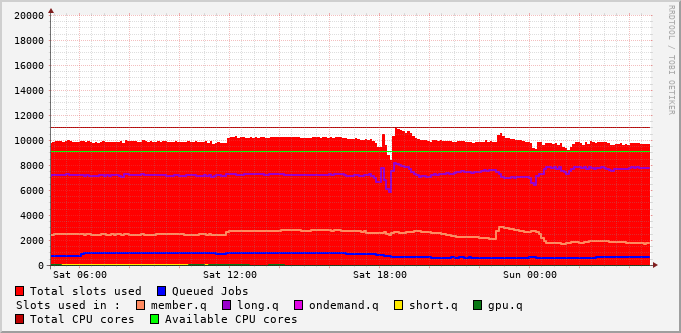 20000
18000
16000
14000
12000
10000
8000
6000
4000
2000
0
Sat 06:00 Sat 12:00 Sat 18:00 Sun 00:00
Total slots used Queued Jobs
Slots used in : member.q long.q ondemand.q short.q gpu.q
Total CPU cores Available CPU cores
RRDTOOL / TOBI OETIKER